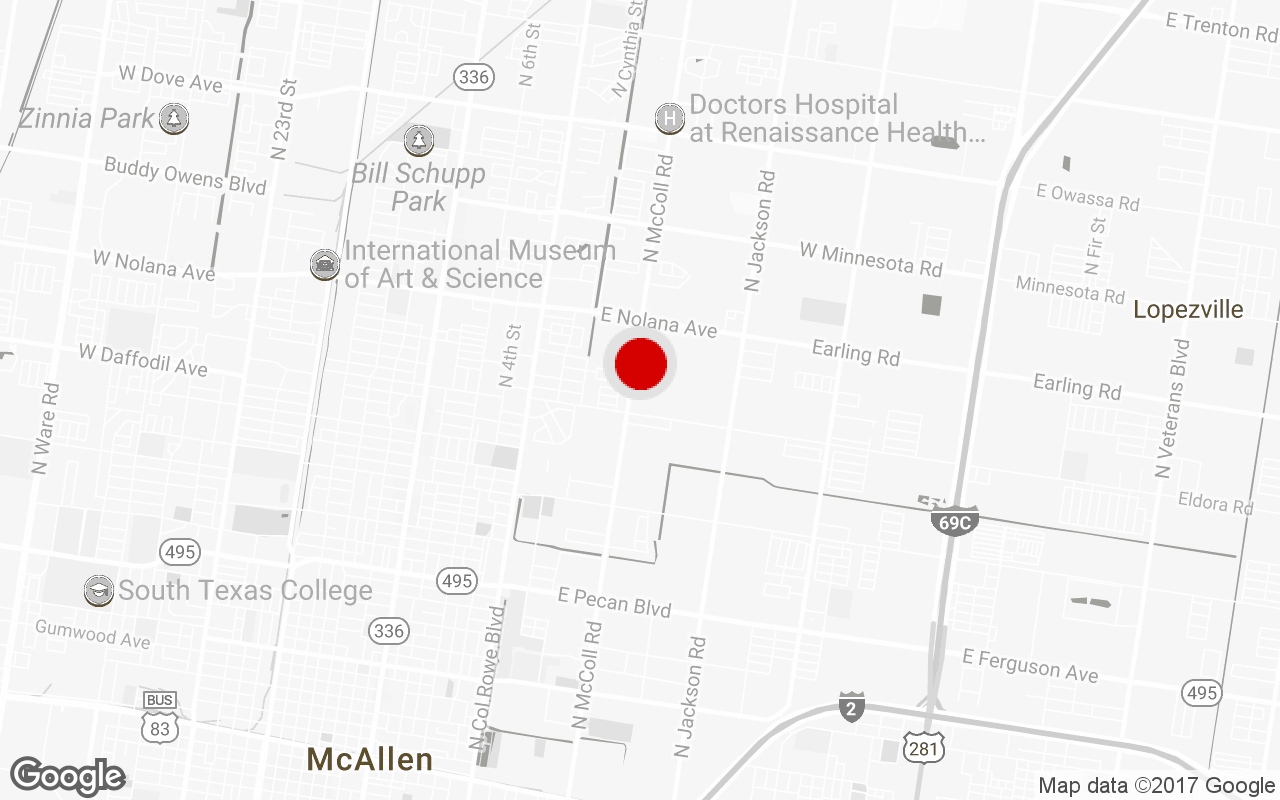 E Trenton Rd
N 6th St
N Cynthia St
W Dove Ave
336
Zinnia Park
N 23rd St
H
Doctors Hospital
at Renaissance Health...
Bill Schupp
Park
Buddy Owens Blvd
N McColl Rd
N Jackson Rd
E Owassa Rd
N Fir St
W Nolana Ave
International Museum
of Art & Science
W Minnesota Rd
Minnesota Rd
Lopezville
E Nolana Ave
N 4th St
W Daffodil Ave
Earling Rd
Earling Rd
N Ware Rd
N Veterans Blvd
Eldora Rd
69C
495
495
South Texas College
E Pecan Blvd
Gumwood Ave
336
N Col Rowe Blvd
N McColl Rd
N Jackson Rd
E Ferguson Ave
495
BUS
83
2
281
McAllen
Google
Map data ©2017 Google